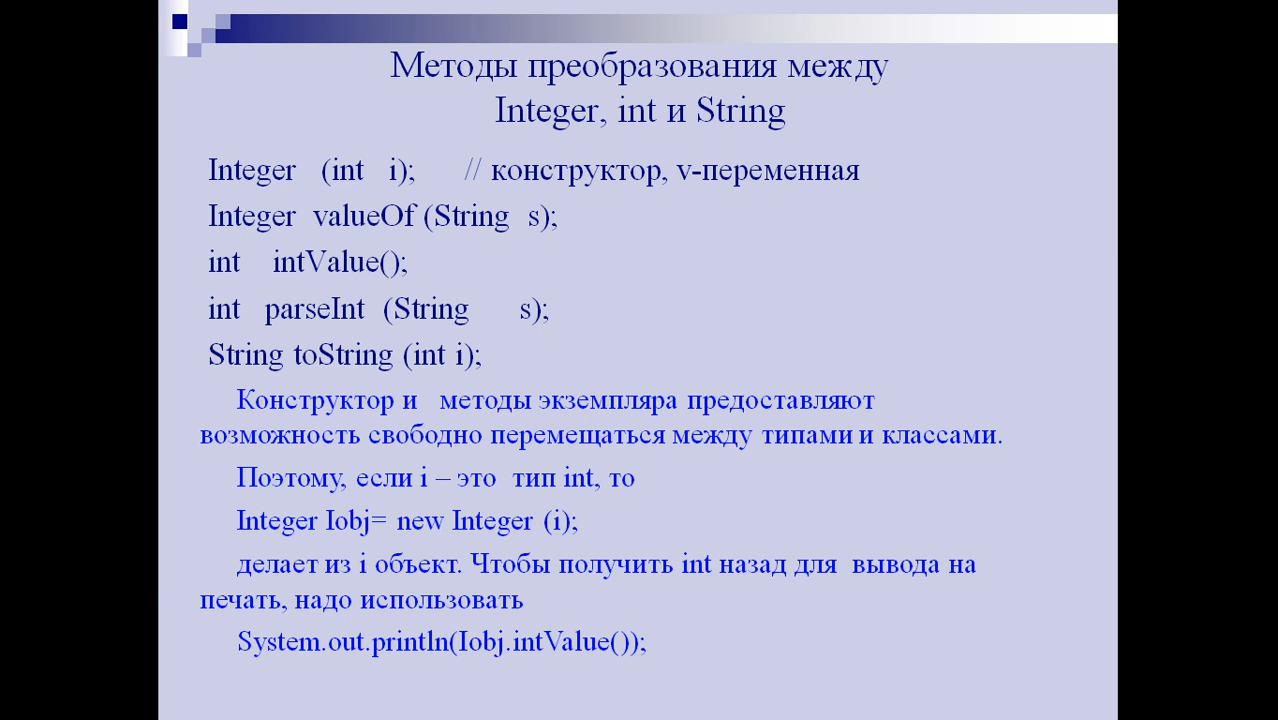 Методы преобразования между
Integer, int и String
Integer (int i); // конструктор, v-переменная
Integer valueOf (String s);
int intValue();
int parseInt (String s);
String toString (int i);
Конструктор и методы экземпляра предоставляют
возможность свободно перемещаться между типами и классами.
Поэтому, если i – это тип int, то
Integer Iobj= new Integer (i);
делает из i объект. Чтобы получить int назад для вывода на
печать, надо использовать
System.out.println(Iobj.intValue());